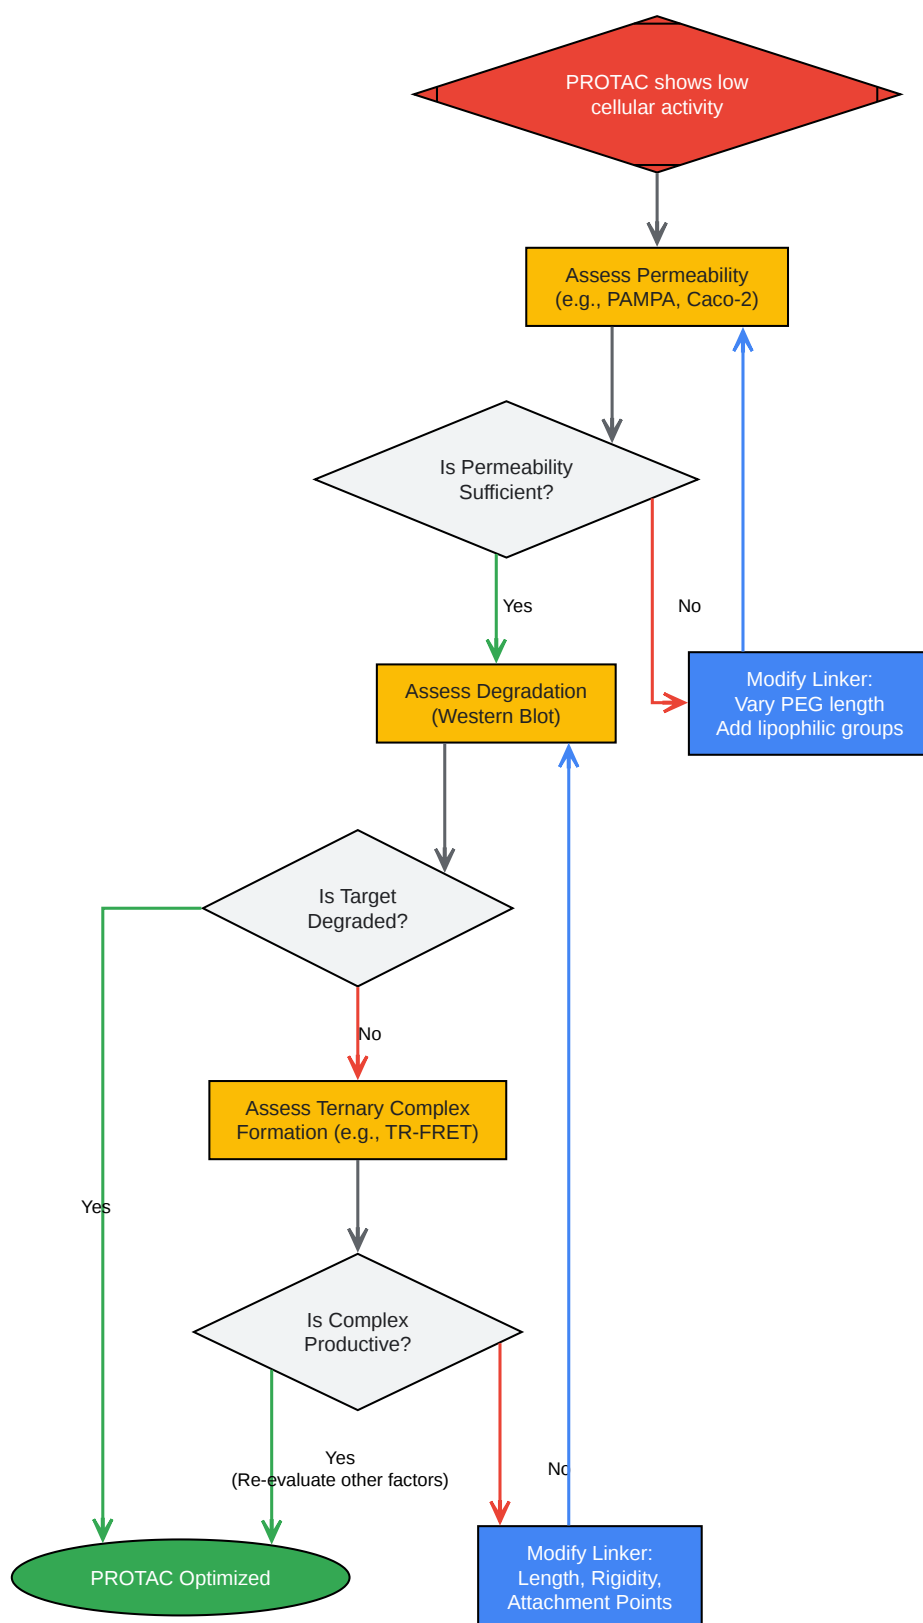 PROTAC shows low
cellular activity
Assess Permeability
(e.g., PAMPA, Caco-2)
Is Permeability
Sufficient?
Yes
No
Modify Linker:
Vary PEG length
Add lipophilic groups
Assess Degradation
(Western Blot)
Is Target
Degraded?
No
Assess Ternary Complex
Formation (e.g., TR-FRET)
Yes
Is Complex
Productive?
Yes
(Re-evaluate other factors)
No
PROTAC Optimized
Modify Linker:
Length, Rigidity,
Attachment Points